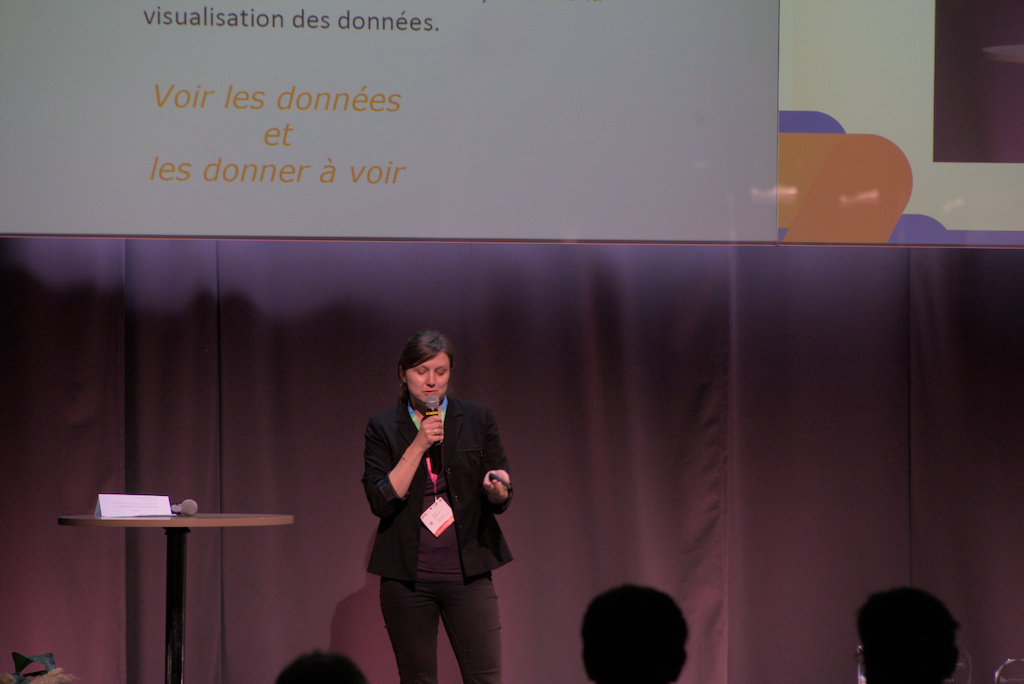 visualisation des données.
Voir les données
et
les donner à voir